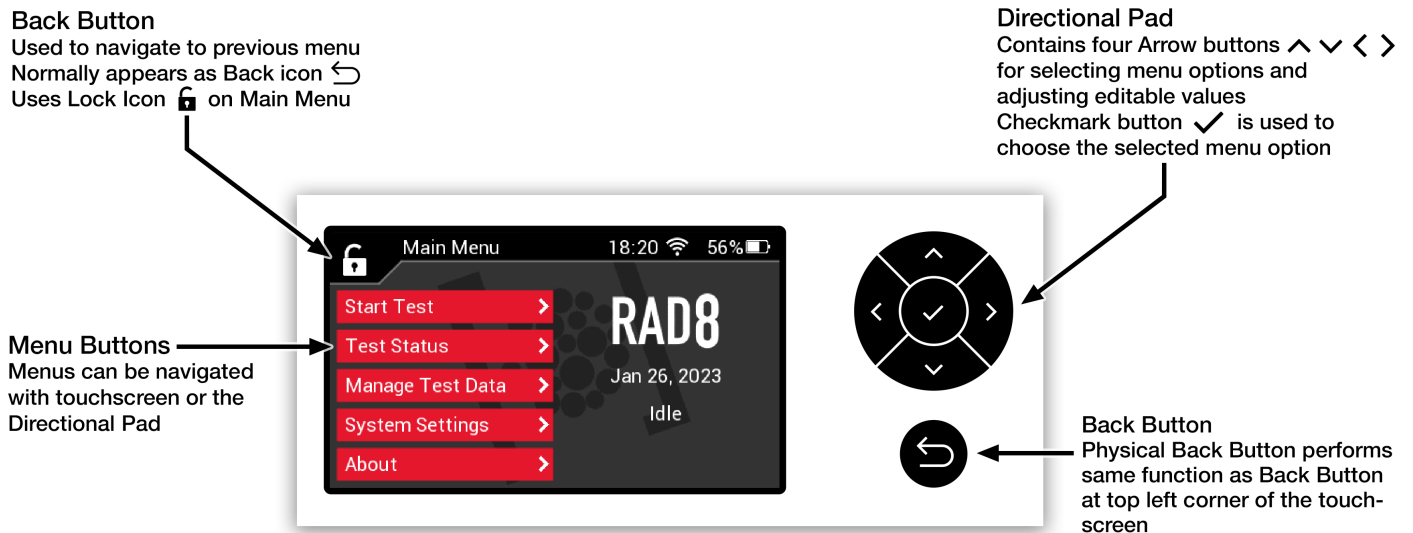 Back Button
Used to navigate to previous menu
Normally appears as Back icon
Uses Lock Icon on Main Menu
Directional Pad
Contains four Arrow buttons
for selecting menu options and
adjusting editable values
Checkmark button is used to
choose the selected menu option
Main Menu 18:20 56%
Start Test
Test Status
Manage Test Data
System Settings
About
RAD8
Jan 26, 2023
Idle
Menu Buttons
Menus can be navigated
with touchscreen or the
Directional Pad
Back Button
Physical Back Button performs
same function as Back Button
at top left corner of the touch-
screen